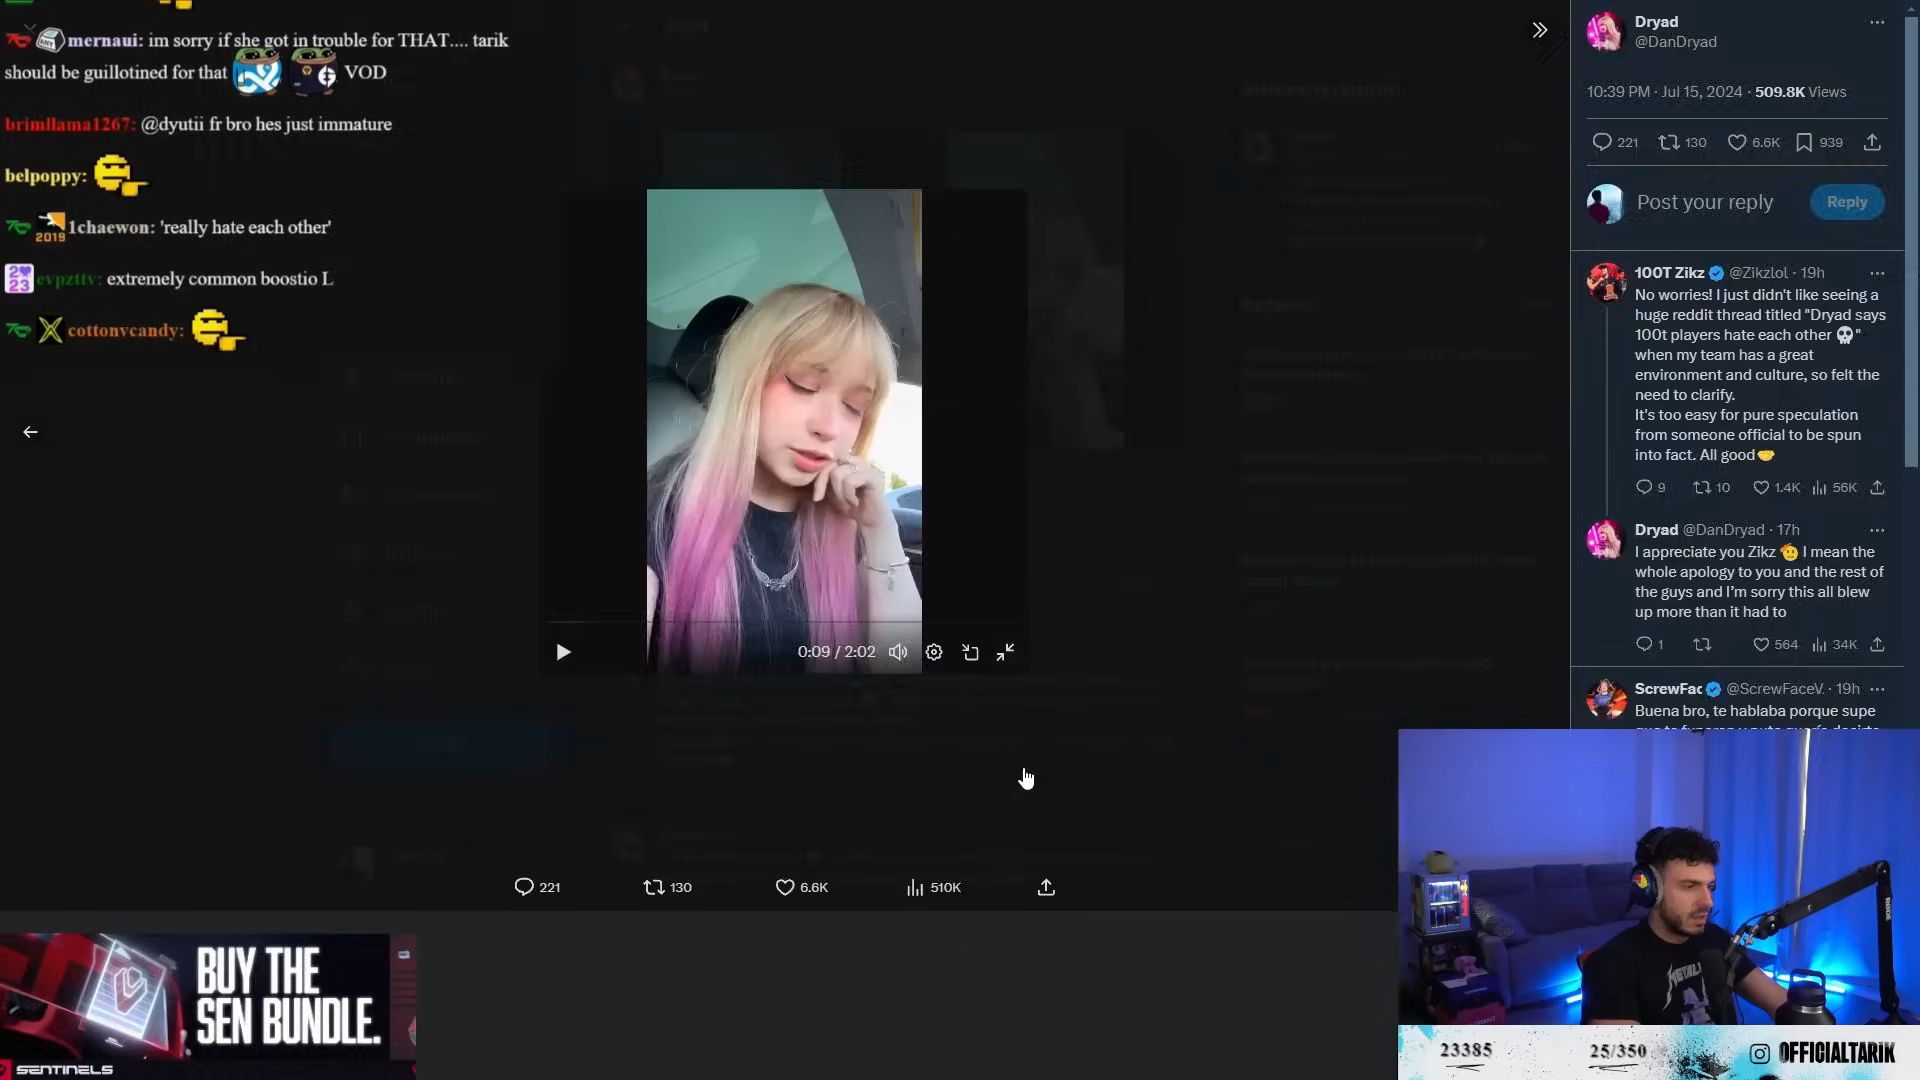 mernaui: im sorry if she got in trouble for THAT.... tarik
should be guillotined for that VOD
brimllama1267: @dyutii fr bro hes just immature
belpoppy:
2019 1chaewon: 'really hate each other'
evpzttv: extremely common boostio L
cottonvcandy:
0:09 / 2:02
221 130 6.6K 510K
BUY THE
SEN BUNDLE.
SENTINELS
Dryad
@DanDryad
10:39 PM · Jul 15, 2024 · 509.8K Views
221 130 6.6K 939
Post your reply Reply
100T Zikz @Zikzlol · 19h
No worries! I just didn't like seeing a
huge reddit thread titled "Dryad says
100t players hate each other 💀"
when my team has a great
environment and culture, so felt the
need to clarify.
It's too easy for pure speculation
from someone official to be spun
into fact. All good🤝
9 10 1.4K 56K
Dryad @DanDryad · 17h
I appreciate you Zikz 🫡 I mean the
whole apology to you and the rest of
the guys and I'm sorry this all blew
up more than it had to
1 564 34K
ScrewFac @ScrewFaceV. · 19h
Buena bro, te hablaba porque supe
23385 25/350 OFFICIALTARIK